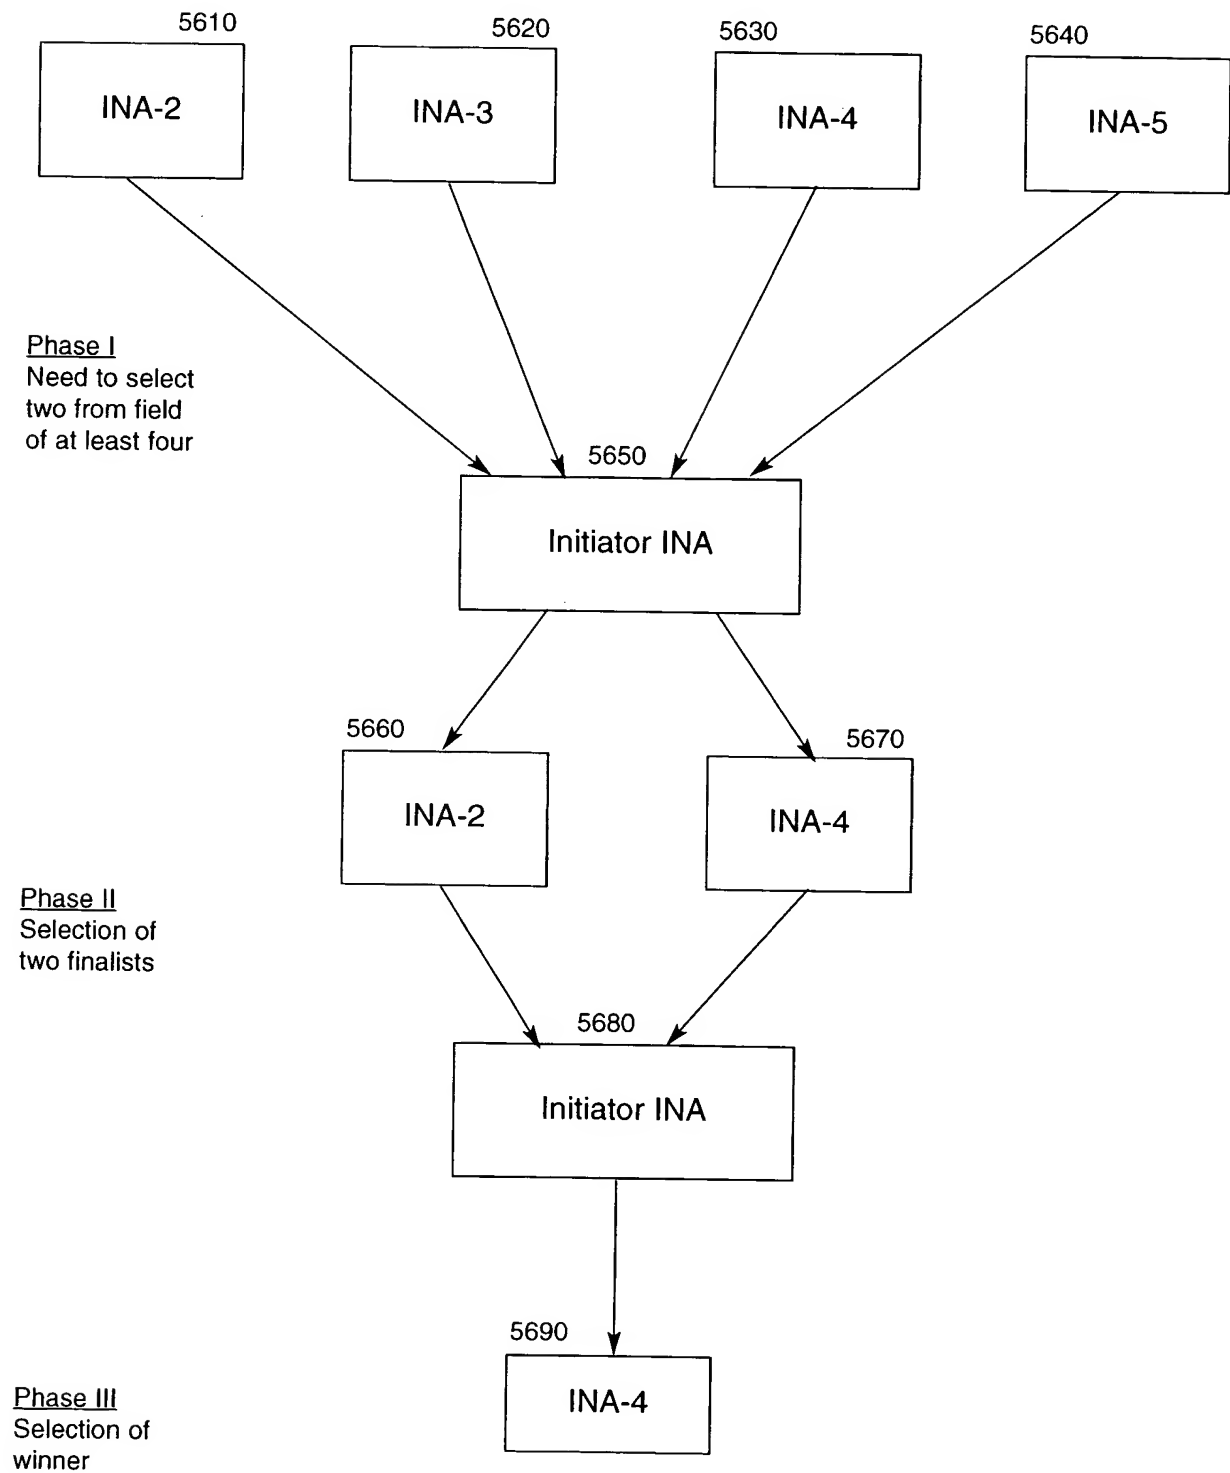 5610
5620
5630
5640
INA-2
INA-3
INA-4
INA-5
Phase I
Need to select
two from field
of at least four
5650
Initiator INA
5660
5670
INA-2
INA-4
Phase II
Selection of
two finalists
5680
Initiator INA
5690
INA-4
Phase III
Selection of
winner